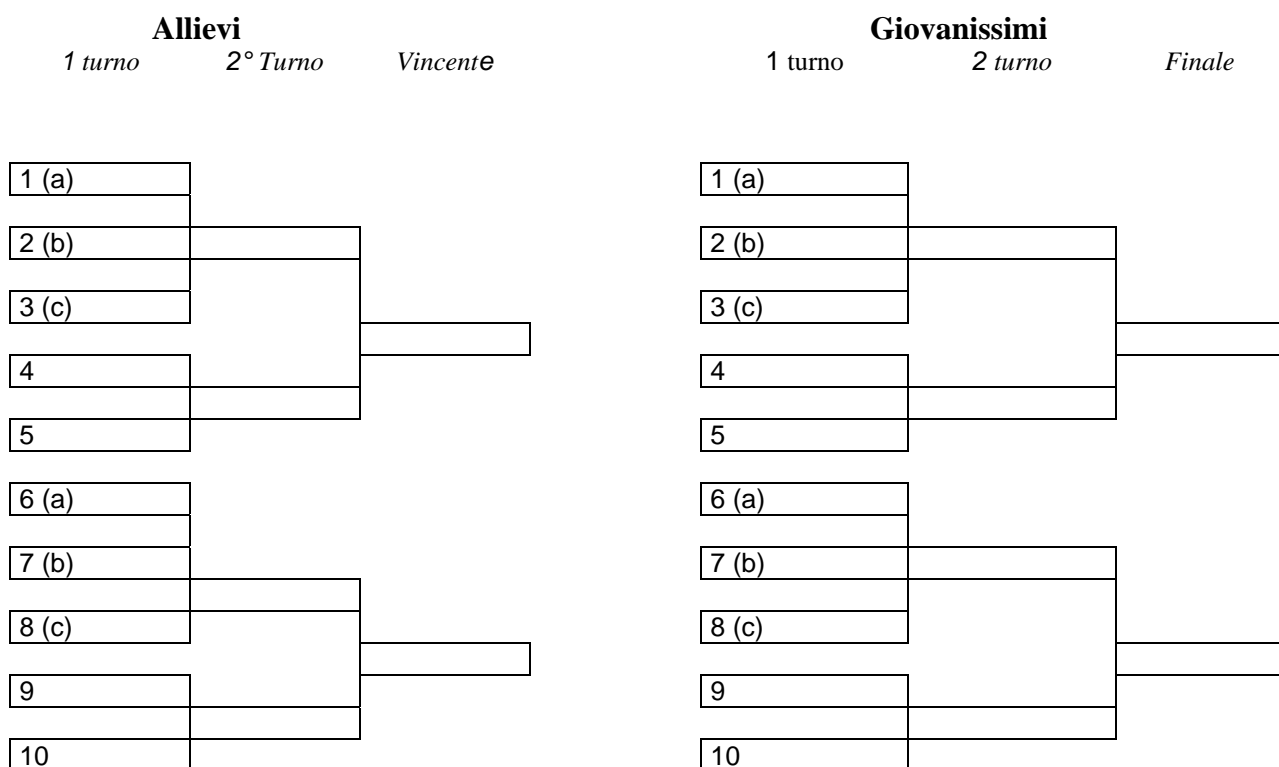 Allievi Giovanissimi
1 turno 2° Turno Vincente 1 turno 2 turno Finale
1 (a) 1 (a)
2 (b) 2 (b)
3 (c) 3 (c)
4 4
5 5
6 (a) 6 (a)
7 (b) 7 (b)
8 (c) 8 (c)
9 9
10 10